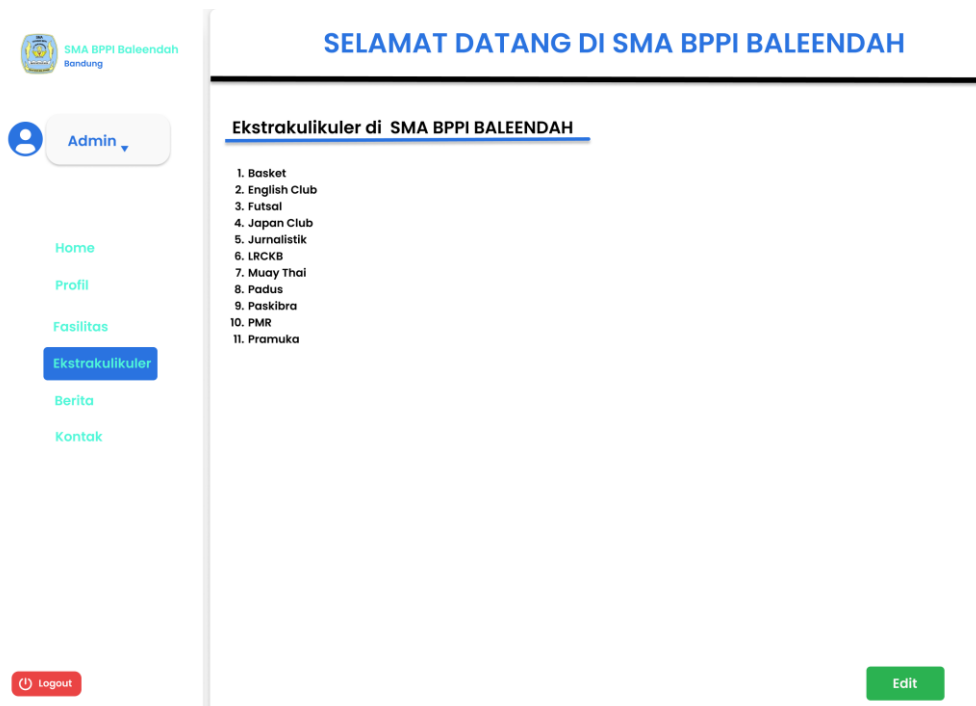 SMA BPPI Baleendah
Bandung
Admin
Home
Profil
Fasilitas
Ekstrakulikuler
Berita
Kontak
Logout
SELAMAT DATANG DI SMA BPPI BALEENDAH
Ekstrakulikuler di SMA BPPI BALEENDAH
1. Basket
2. English Club
3. Futsal
4. Japan Club
5. Jurnalistik
6. LRCKB
7. Muay Thai
8. Padus
9. Paskibra
10. PMR
11. Pramuka
Edit